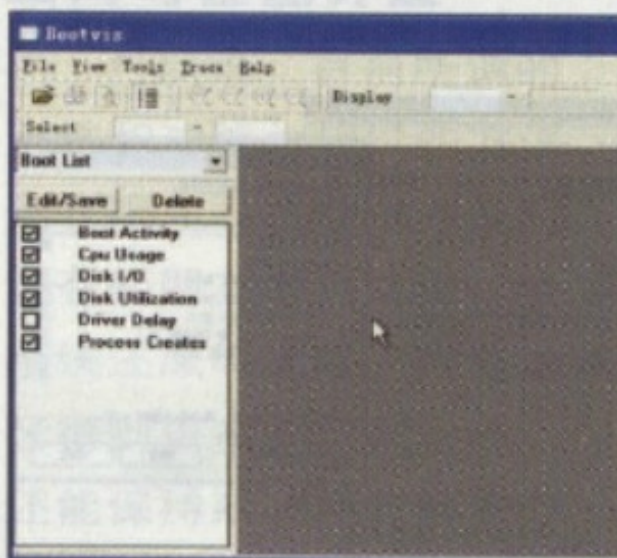 Bootvis
File View Tools Trace Help
Display
Select
Boot List
Edit/Save Delete
Boot Activity
Cpu Usage
Disk I/O
Disk Utilization
Driver Delay
Process Creates